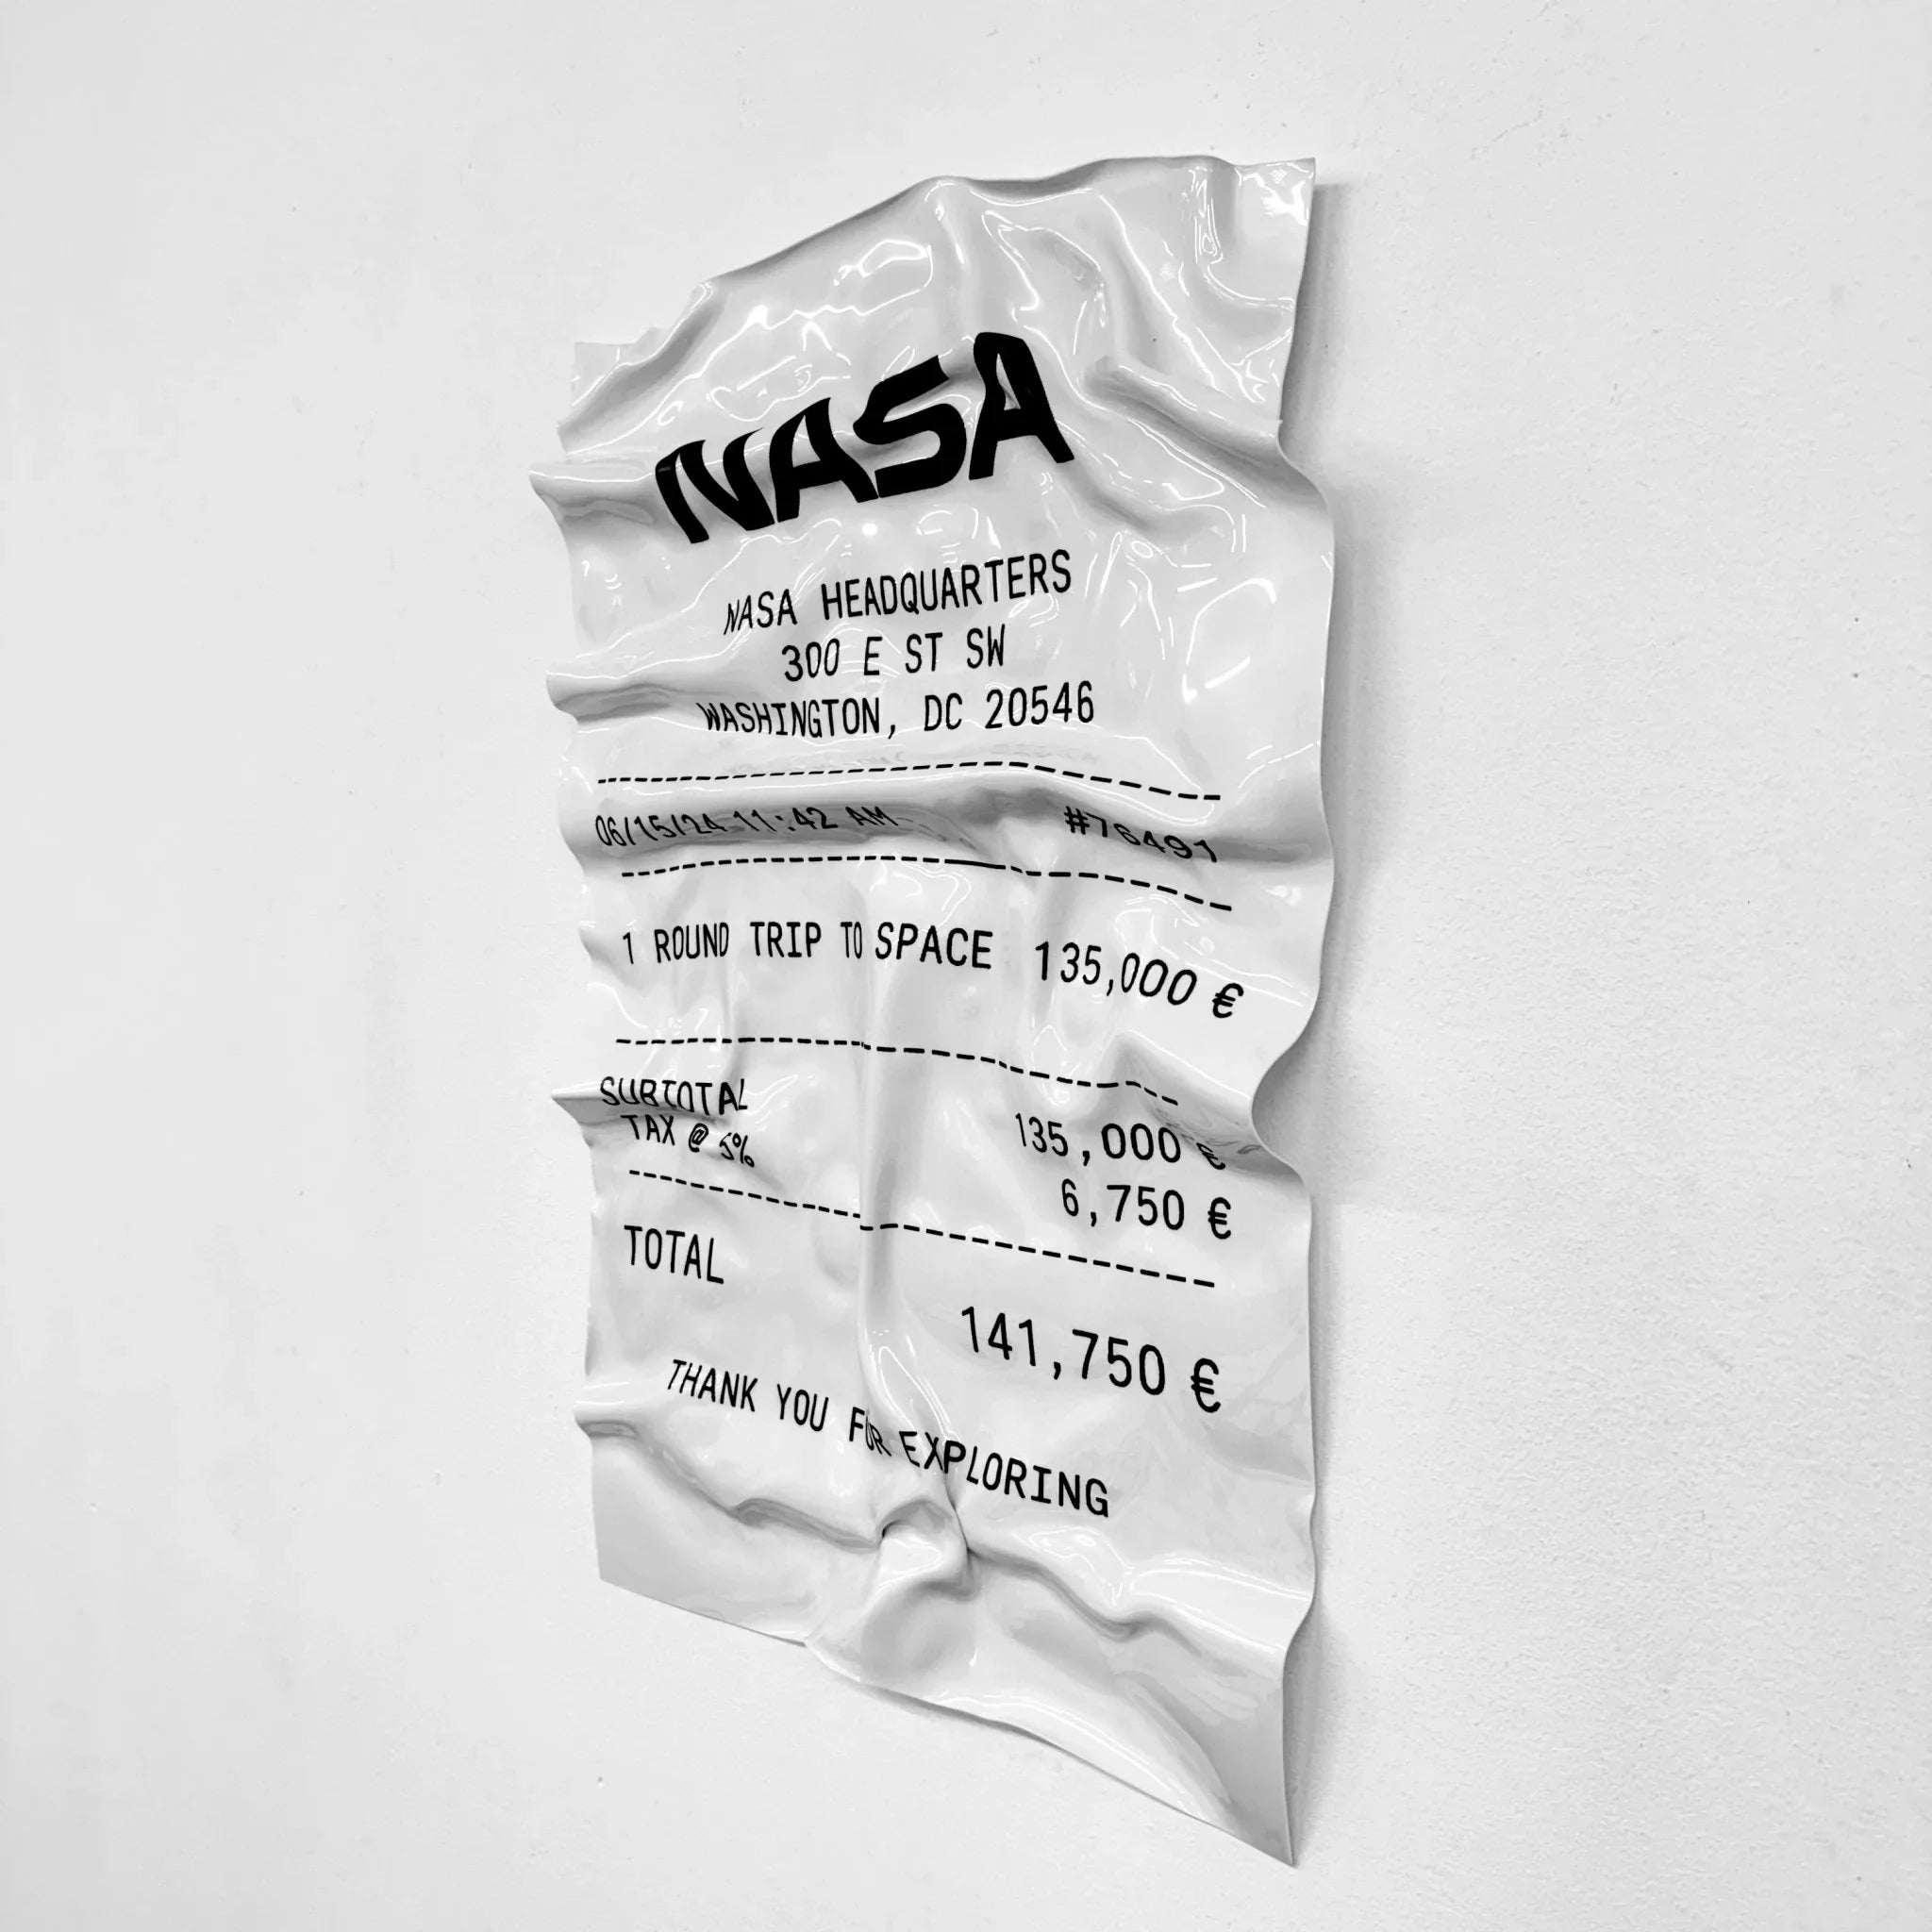 NASA
NASA HEADQUARTERS
300 E ST SW
WASHINGTON, DC 20546
06/15/24 11:42 AM #76491
1 ROUND TRIP TO SPACE 135,000 €
SUBTOTAL 135,000 €
TAX @ 5% 6,750 €
TOTAL 141,750 €
THANK YOU FOR EXPLORING